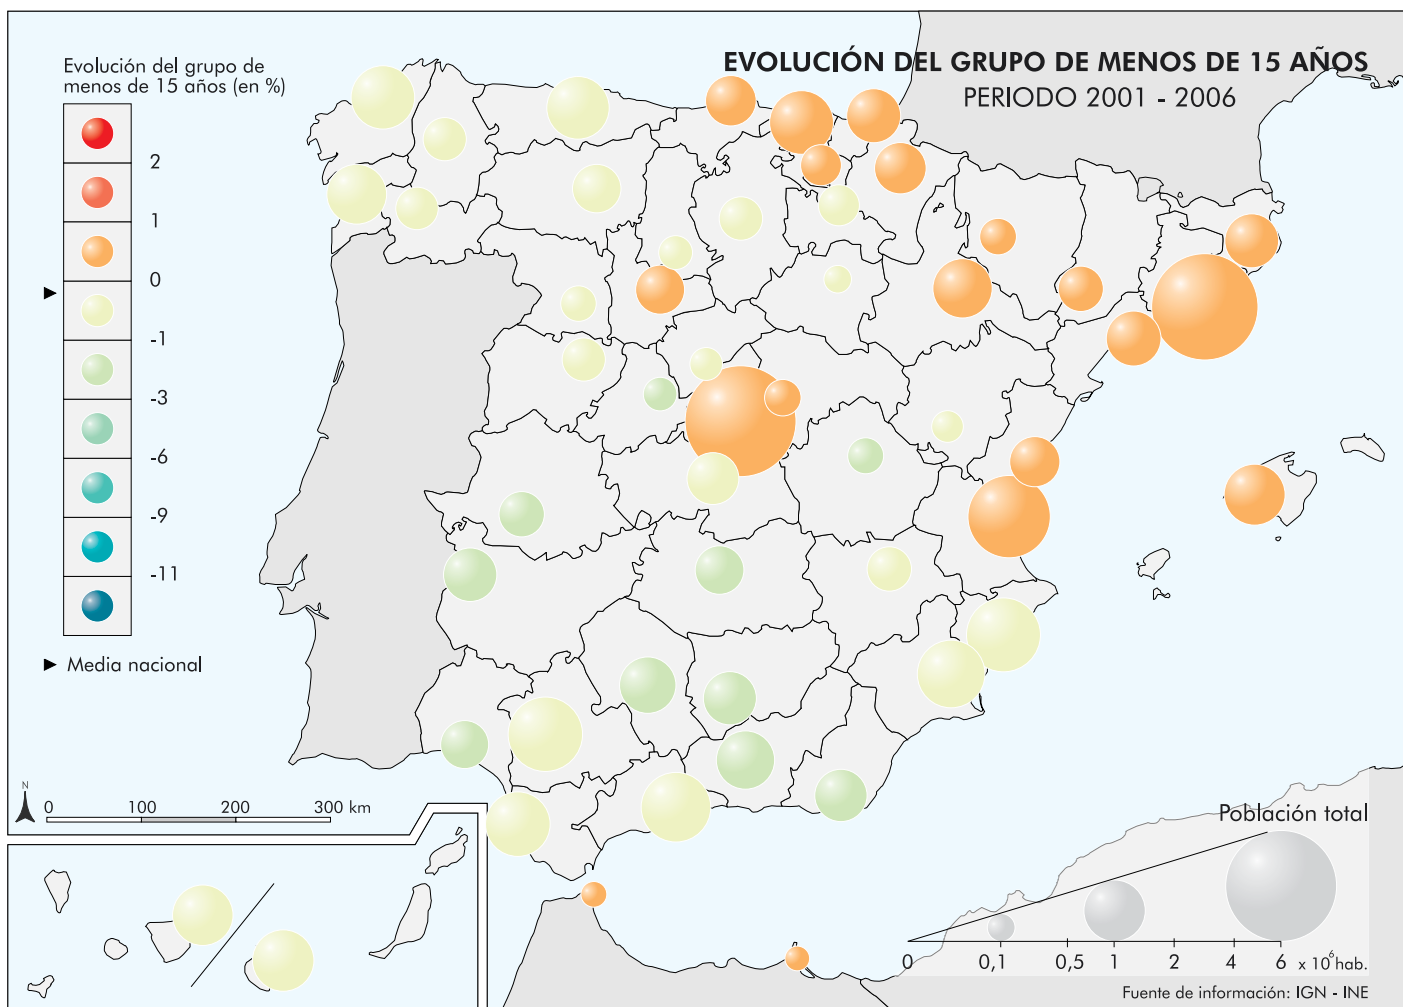 EVOLUCIÓN DEL GRUPO DE MENOS DE 15 AÑOS
PERIODO 2001 - 2006
Evolución del grupo de
menos de 15 años (en %)
2
1
0
-1
-3
-6
-9
-11
Media nacional
N
0 100 200 300 km
Población total
0 0,1 0,5 1 2 4 6 x 10⁶ hab.
Fuente de información: IGN - INE